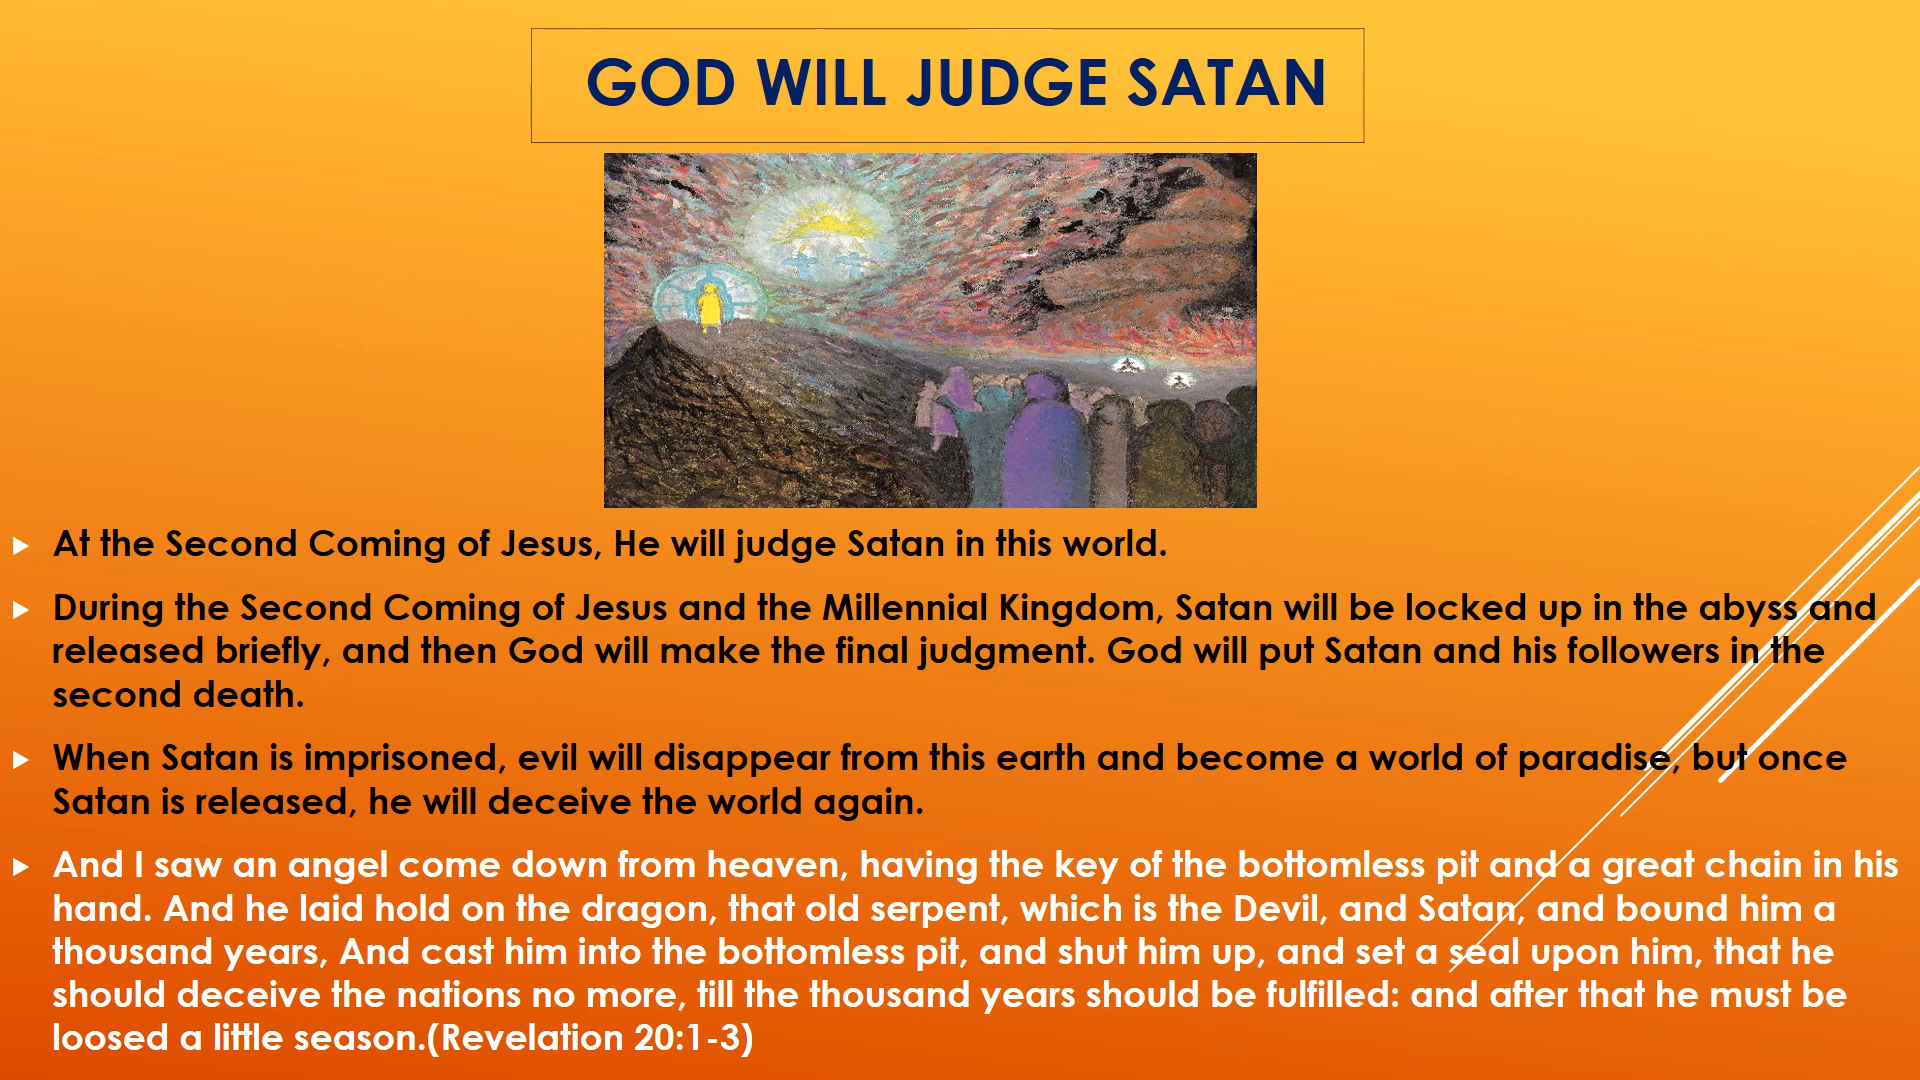 GOD WILL JUDGE SATAN
At the Second Coming of Jesus, He will judge Satan in this world.
During the Second Coming of Jesus and the Millennial Kingdom, Satan will be locked up in the abyss and
released briefly, and then God will make the final judgment. God will put Satan and his followers in the
second death.
When Satan is imprisoned, evil will disappear from this earth and become a world of paradise, but once
Satan is released, he will deceive the world again.
And I saw an angel come down from heaven, having the key of the bottomless pit and a great chain in his
hand. And he laid hold on the dragon, that old serpent, which is the Devil, and Satan, and bound him a
thousand years, And cast him into the bottomless pit, and shut him up, and set a seal upon him, that he
should deceive the nations no more, till the thousand years should be fulfilled: and after that he must be
loosed a little season.(Revelation 20:1-3)